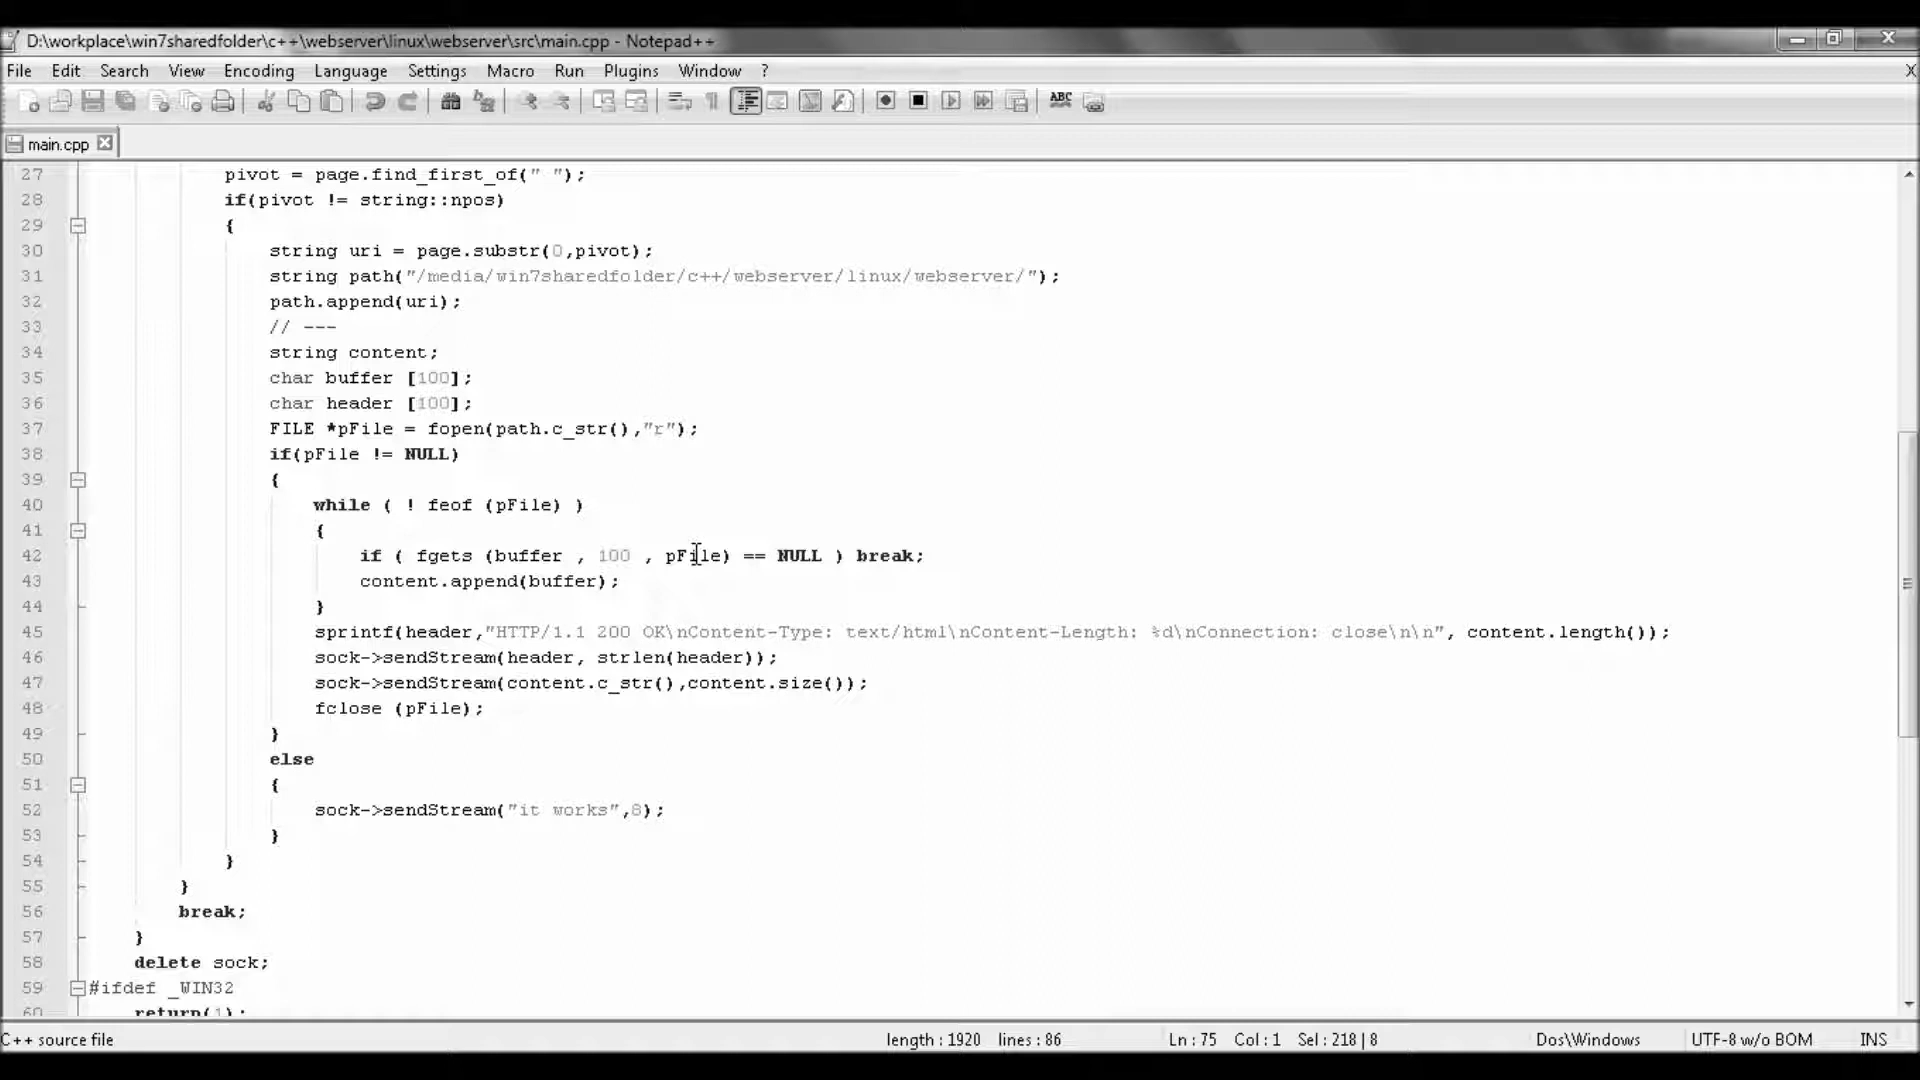 D:\workplace\win7sharedfolder\c++\webserver\linux\webserver\src\main.cpp - Notepad++
File Edit Search View Encoding Language Settings Macro Run Plugins Window ? X
ABC
main.cpp
27 pivot = page.find_first_of(" ");
28 if(pivot != string::npos)
29 {
30 string uri = page.substr(0,pivot);
31 string path("/media/win7sharedfolder/c++/webserver/linux/webserver/");
32 path.append(uri);
33 // ---
34 string content;
35 char buffer [100];
36 char header [100];
37 FILE *pFile = fopen(path.c_str(),"r");
38 if(pFile != NULL)
39 {
40 while ( ! feof (pFile) )
41 {
42 if ( fgets (buffer , 100 , pFile) == NULL ) break;
43 content.append(buffer);
44 }
45 sprintf(header,"HTTP/1.1 200 OK\nContent-Type: text/html\nContent-Length: %d\nConnection: close\n\n", content.length());
46 sock->sendStream(header, strlen(header));
47 sock->sendStream(content.c_str(),content.size());
48 fclose (pFile);
49 }
50 else
51 {
52 sock->sendStream("it works",8);
53 }
54 }
55 }
56 break;
57 }
58 delete sock;
59 #ifdef _WIN32
60 return(1);
C++ source file length : 1920 lines : 86 Ln : 75 Col : 1 Sel : 218 | 8 Dos\Windows UTF-8 w/o BOM INS